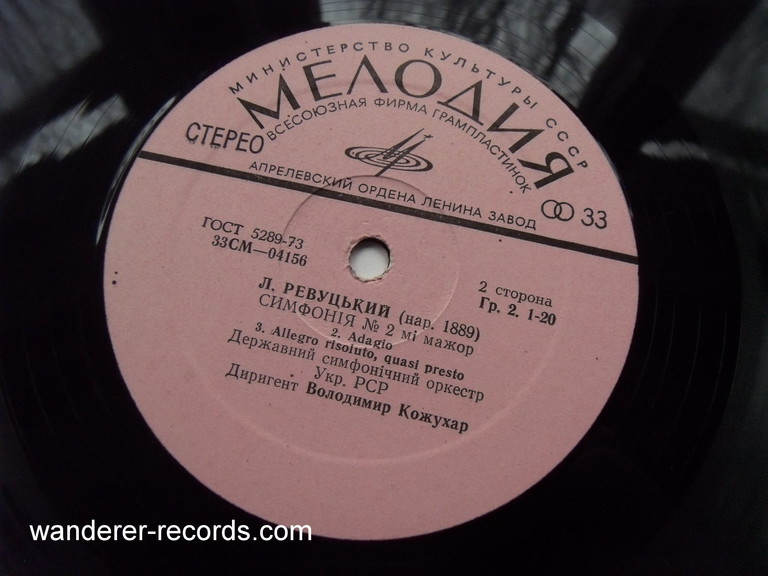 МИНИСТЕРСТВО КУЛЬТУРЫ СССР
МЕЛОДИЯ
ВСЕСОЮЗНАЯ ФИРМА ГРАМПЛАСТИНОК
СТЕРЕО
АПРЕЛЕВСКИЙ ОРДЕНА ЛЕНИНА ЗАВОД
33
ГОСТ 5289-73
33СМ—04156
2 сторона
Гр. 2. 1-20
Л. РЕВУЦЬКИЙ (нар. 1889)
СИМФОНІЯ № 2 мі мажор
2. Adagio
3. Allegro risoluto, quasi presto
Державний симфонічний оркестр
Укр. РСР
Диригент Володимир Кожухар
wanderer-records.com